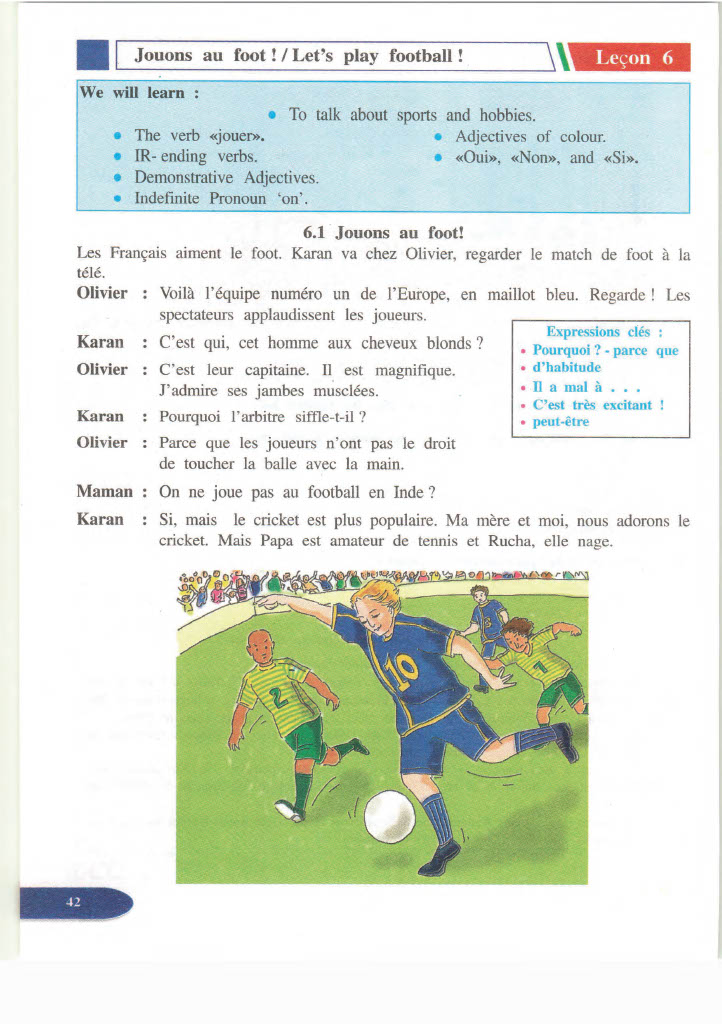 Jouons au foot ! / Let's play football !
Leçon 6
We will learn :
• To talk about sports and hobbies.
• The verb «jouer».
• Adjectives of colour.
• IR- ending verbs.
• «Oui», «Non», and «Si».
• Demonstrative Adjectives.
• Indefinite Pronoun 'on'.
6.1 Jouons au foot!
Les Français aiment le foot. Karan va chez Olivier, regarder le match de foot à la
télé.
Olivier : Voilà l'équipe numéro un de l'Europe, en maillot bleu. Regarde ! Les
spectateurs applaudissent les joueurs.
Karan : C'est qui, cet homme aux cheveux blonds ?
Olivier : C'est leur capitaine. Il est magnifique.
J'admire ses jambes musclées.
Karan : Pourquoi l'arbitre siffle-t-il ?
Olivier : Parce que les joueurs n'ont pas le droit
de toucher la balle avec la main.
Expressions clés :
• Pourquoi ? - parce que
• d'habitude
• Il a mal à . . .
• C'est très excitant !
• peut-être
Maman : On ne joue pas au football en Inde ?
Karan : Si, mais le cricket est plus populaire. Ma mère et moi, nous adorons le
cricket. Mais Papa est amateur de tennis et Rucha, elle nage.
10
2
7
42